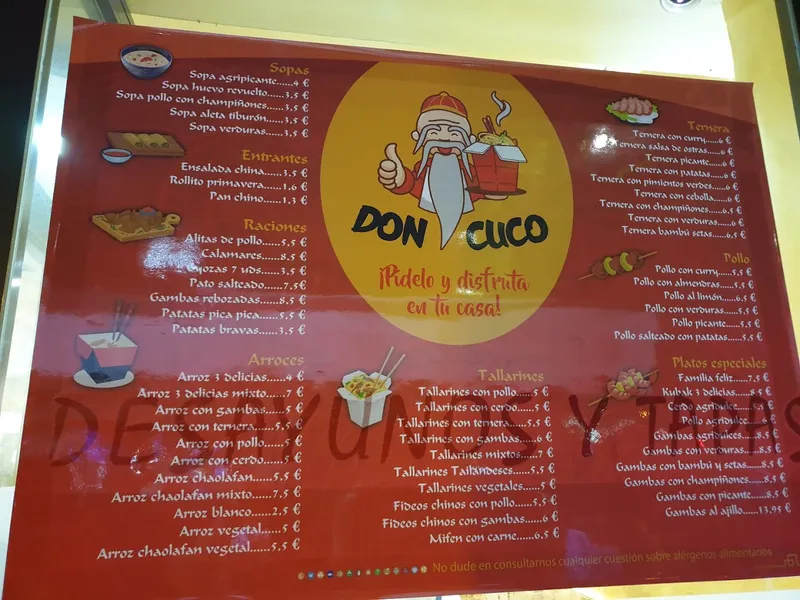 Sopas
Sopa agripicante......4 €
Sopa huevo revuelto......3,5 €
Sopa pollo con champiñones......3,5 €
Sopa aleta tiburón......3,5 €
Sopa verduras......3,5 €
Entrantes
Ensalada china......3,5 €
Rollito primavera......1,6 €
Pan chino......1,3 €
Raciones
Alitas de pollo......5,5 €
Calamares......8,5 €
Gyozas 7 uds......3,5 €
Pato salteado......7,5 €
Gambas rebozadas......8,5 €
Patatas pica pica......5,5 €
Patatas bravas......3,5 €
Arroces
Arroz 3 delicias......4 €
Arroz 3 delicias mixto......7 €
Arroz con gambas......5 €
Arroz con ternera......5,5 €
Arroz con pollo......5 €
Arroz con cerdo......5 €
Arroz chaolafan......5,5 €
Arroz chaolafan mixto......7,5 €
Arroz blanco......2,5 €
Arroz vegetal......5 €
Arroz chaolafan vegetal......5,5 €
DON CUCO
¡Pídelo y disfruta
en tu casa!
Tallarines
Tallarines con pollo......5 €
Tallarines con cerdo......5 €
Tallarines con ternera......5,5 €
Tallarines con gambas......6 €
Tallarines mixtos......7 €
Tallarines Tailandeses......5,5 €
Tallarines vegetales......5 €
Fideos chinos con pollo......5,5 €
Fideos chinos con gambas......6 €
Mifen con carne......6,5 €
Ternera
Ternera con curry......6 €
Ternera salsa de ostras......6 €
Ternera picante......6 €
Ternera con patatas......6 €
Ternera con pimientos verdes......6 €
Ternera con cebolla......6 €
Ternera con champiñones......6,5 €
Ternera con verduras......6 €
Ternera bambú setas......6,5 €
Pollo
Pollo con curry......5,5 €
Pollo con almendras......5,5 €
Pollo al limón......6,5 €
Pollo con verduras......5,5 €
Pollo picante......5,5 €
Pollo salteado con patatas......5,5 €
Platos especiales
Familia feliz......7,5 €
Kubak 3 delicias......8,5 €
Cerdo agridulce
Pollo agridulce
Gambas agridulces......8,5 €
Gambas con verduras......8,5 €
Gambas con bambú y setas......8,5 €
Gambas con champiñones......8,5 €
Gambas con picante......8,5 €
Gambas al ajillo......13,95 €
DESAYUNOS Y TAPAS
No dude en consultarnos cualquier cuestión sobre alérgenos alimentarios